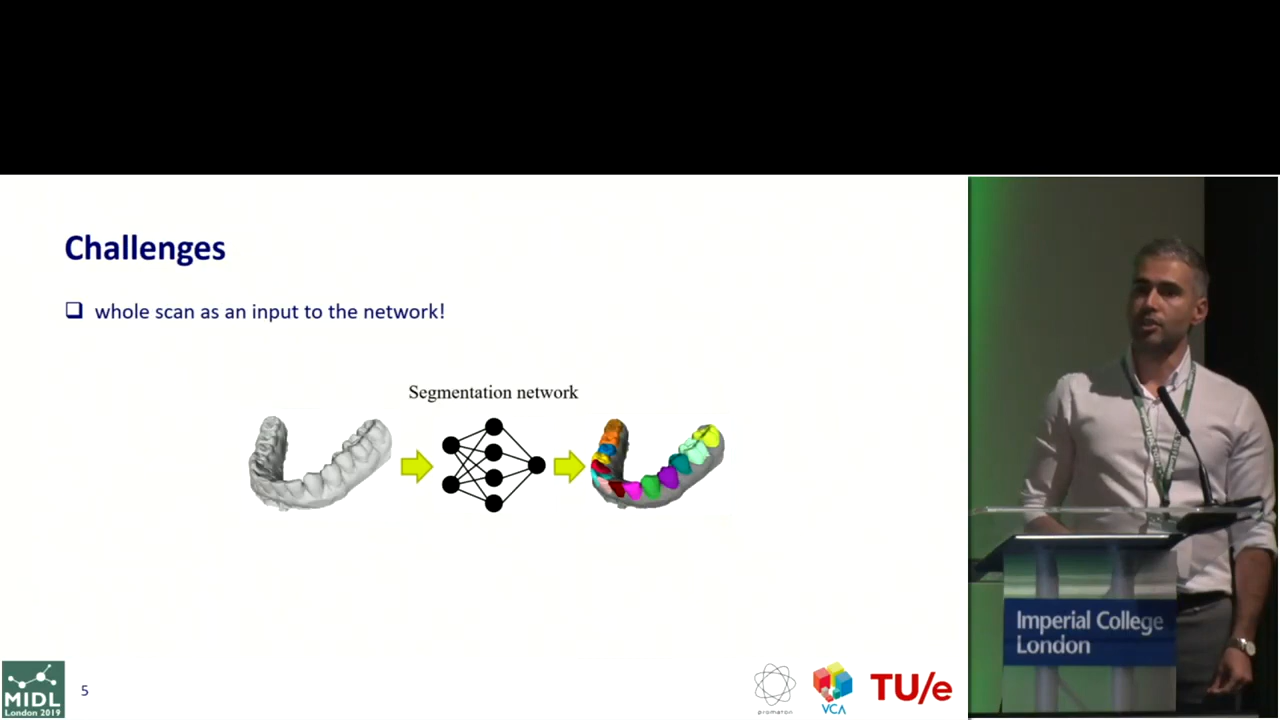 Challenges
whole scan as an input to the network!
Segmentation network
Imperial College
London
MIDL
London 2019
5
promaton
VCA
TU/e